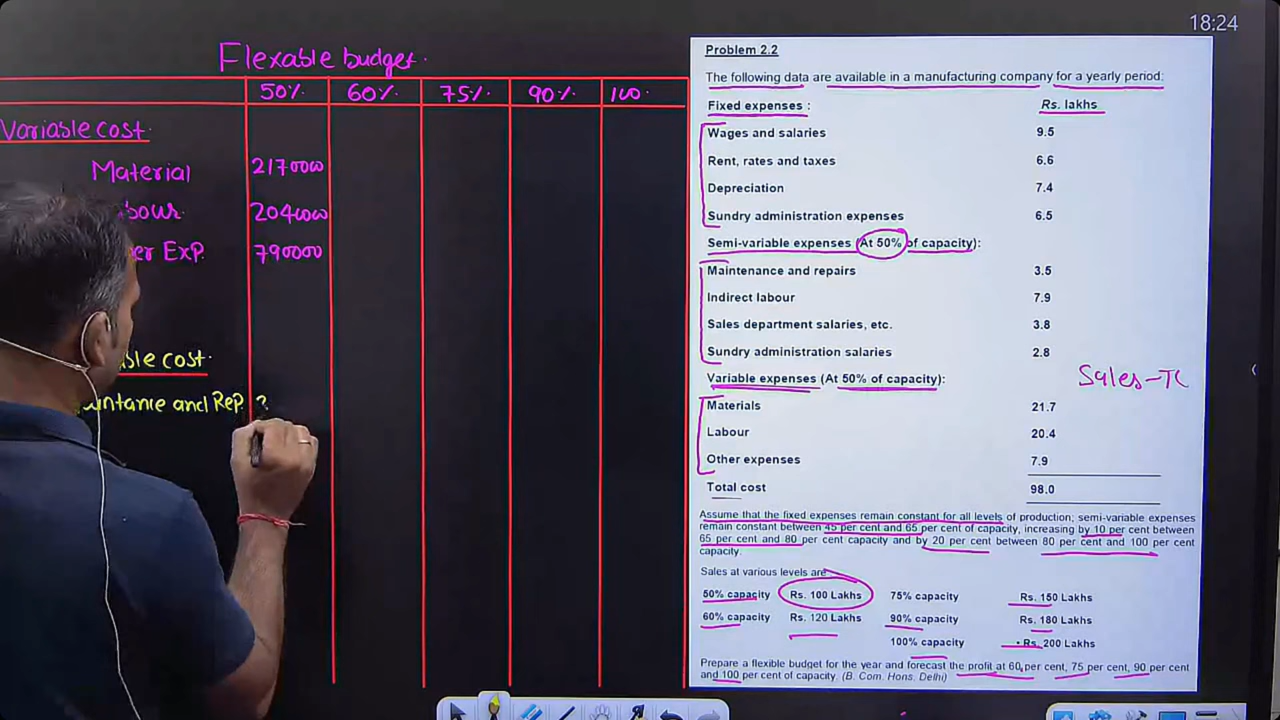 18:24
Flexable budget.
50% 60% 75% 90% 100.
Variable cost
Material 2170000
bour 2040000
er Exp. 790000
ble cost
ntance and Rep. 3
Problem 2.2
The following data are available in a manufacturing company for a yearly period:
Fixed expenses : Rs. lakhs
Wages and salaries 9.5
Rent, rates and taxes 6.6
Depreciation 7.4
Sundry administration expenses 6.5
Semi-variable expenses (At 50% of capacity):
Maintenance and repairs 3.5
Indirect labour 7.9
Sales department salaries, etc. 3.8
Sundry administration salaries 2.8
Variable expenses (At 50% of capacity):
Sales-TC
Materials 21.7
Labour 20.4
Other expenses 7.9
Total cost 98.0
Assume that the fixed expenses remain constant for all levels of production; semi-variable expenses
remain constant between 45 per cent and 65 per cent of capacity, increasing by 10 per cent between
65 per cent and 80 per cent capacity and by 20 per cent between 80 per cent and 100 per cent
capacity.
Sales at various levels are
50% capacity Rs. 100 Lakhs 75% capacity Rs. 150 Lakhs
60% capacity Rs. 120 Lakhs 90% capacity Rs. 180 Lakhs
100% capacity Rs. 200 Lakhs
Prepare a flexible budget for the year and forecast the profit at 60 per cent, 75 per cent, 90 per cent
and 100 per cent of capacity. (B. Com. Hons. Delhi)